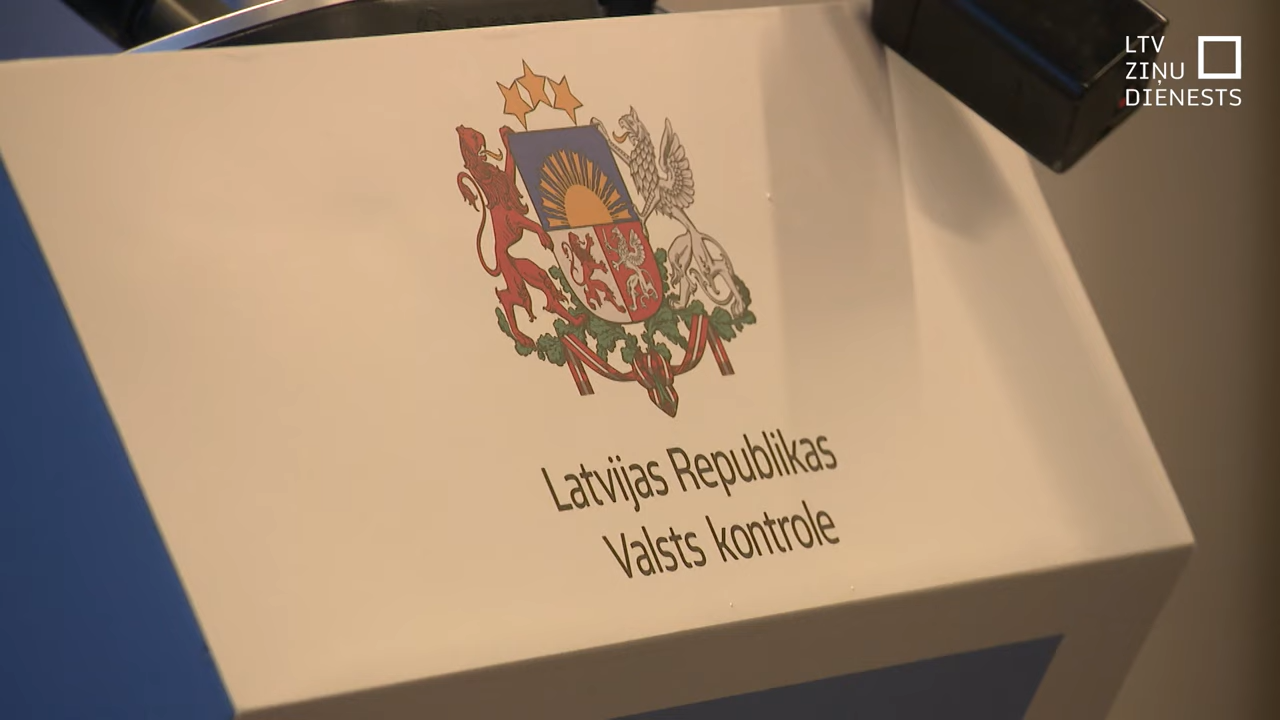 LTV
ZIŅU
DIENESTS
Latvijas Republikas
Valsts kontrole